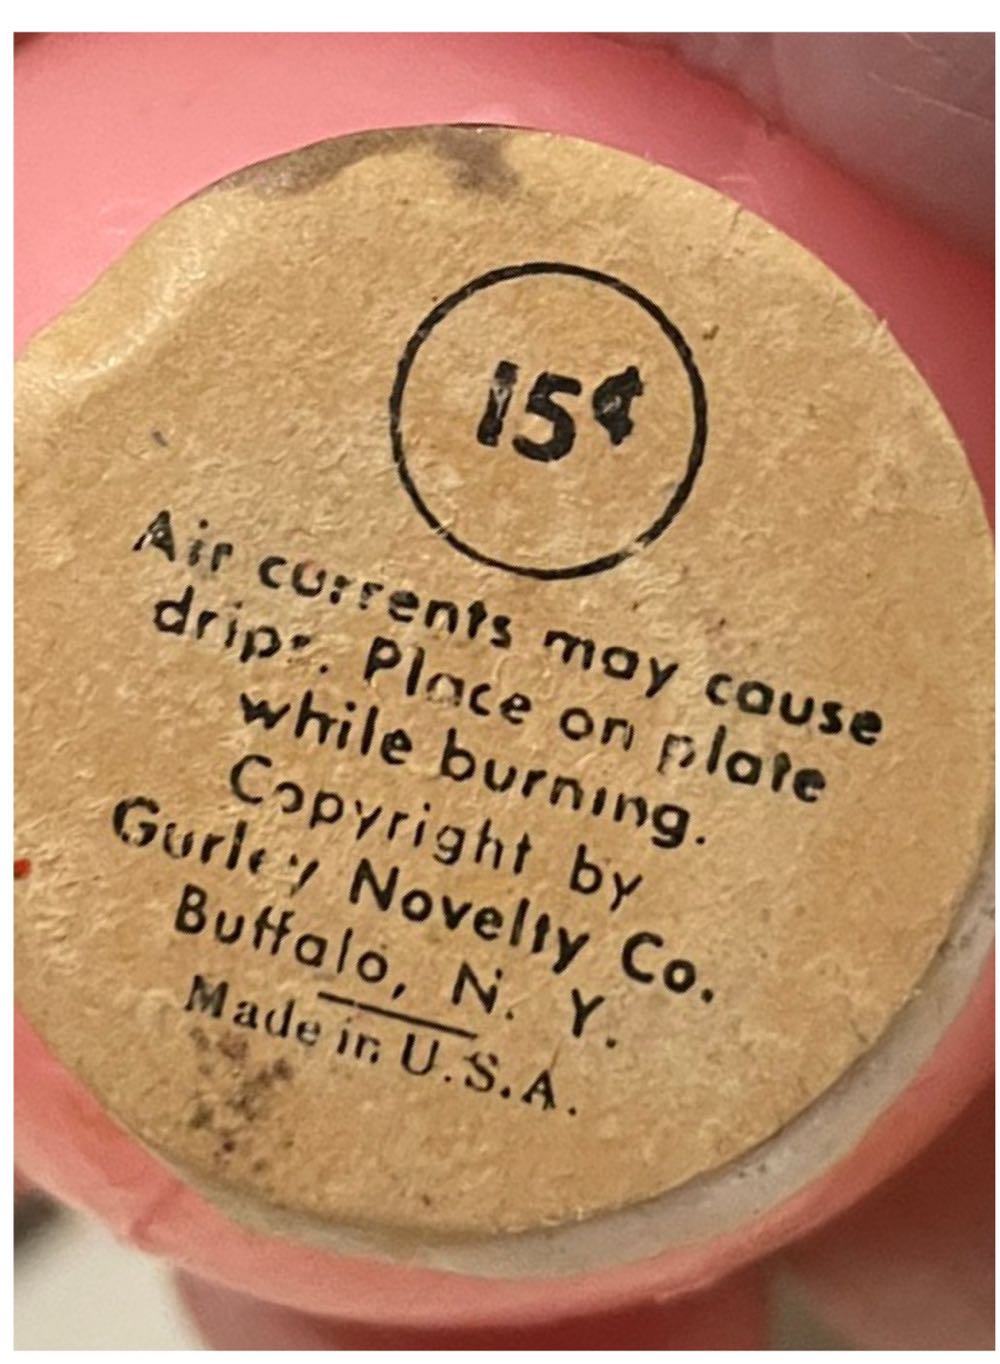 15¢
Air currents may cause
drips. Place on plate
while burning.
Copyright by
Gurley Novelty Co.
Buffalo, N. Y.
Made in U.S.A.